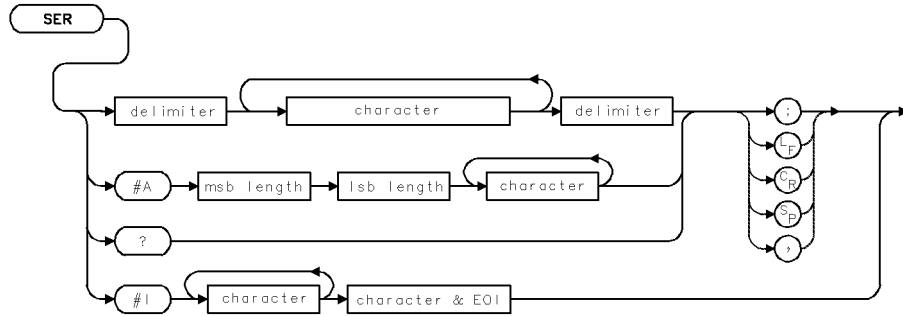 SER
delimiter character delimiter ;
LF
#A msb length lsb length character CR
SP
? ,
#I character character & EOI